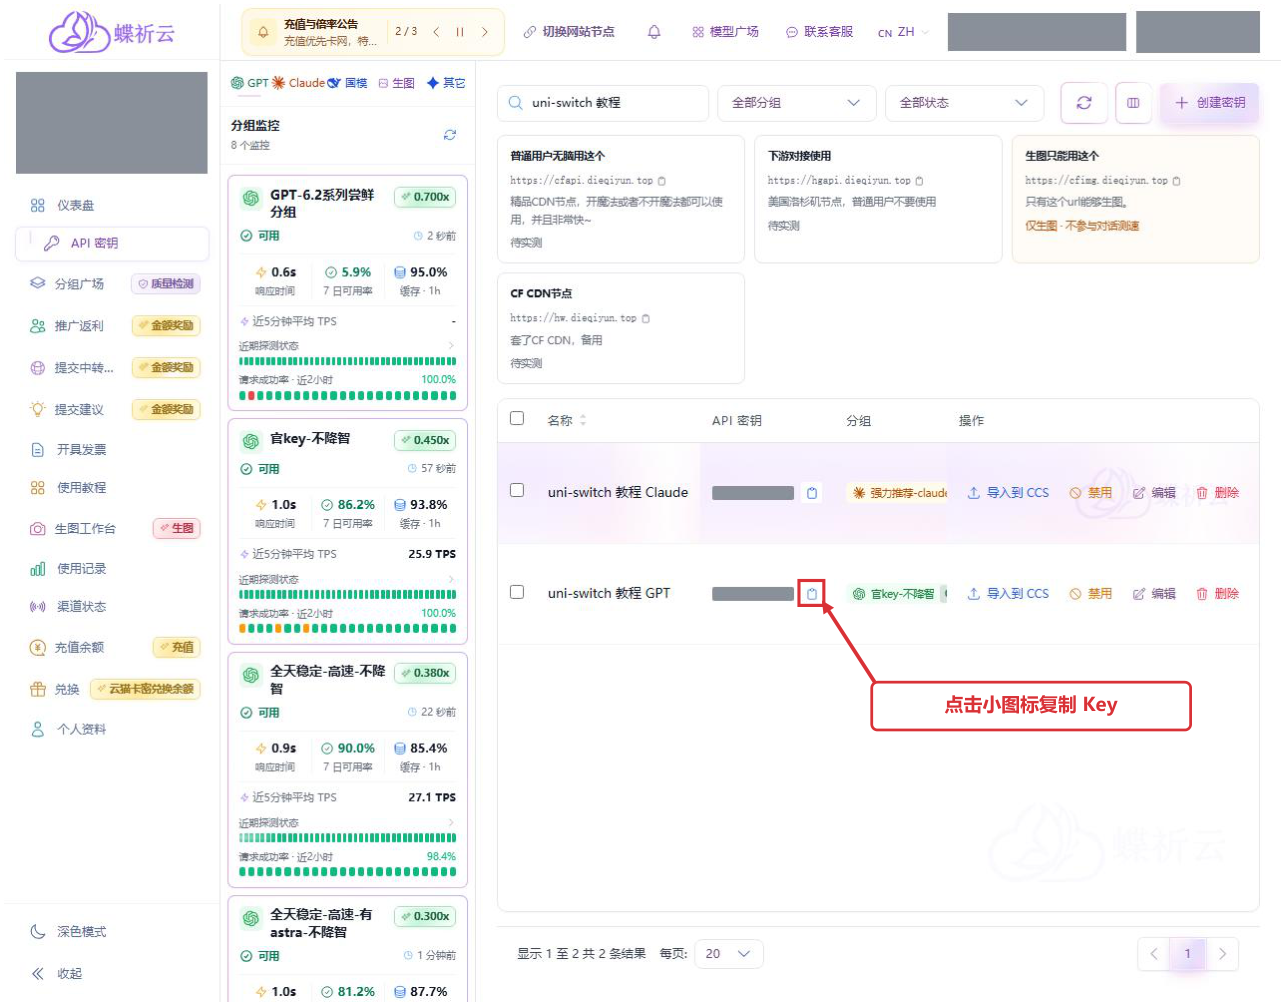 蝶祈云
充值与倍率公告
充值优先卡网，特...
2 / 3
切换网站节点
模型广场
联系客服
CN ZH
仪表盘
API 密钥
分组广场
质量检测
推广返利
金额奖励
提交中转...
金额奖励
提交建议
金额奖励
开具发票
使用教程
生图工作台
生图
使用记录
渠道状态
充值余额
充值
兑换
云猫卡密兑换余额
个人资料
深色模式
收起
GPT Claude 国模 生图 其它
分组监控
8 个监控
GPT-6.2系列尝鲜
分组
0.700x
可用
2 秒前
0.6s 5.9% 95.0%
响应时间 7 日可用率 缓存 · 1h
近5分钟平均 TPS -
近期探测状态
请求成功率 · 近2小时 100.0%
官key-不降智
0.450x
可用
57 秒前
1.0s 86.2% 93.8%
响应时间 7 日可用率 缓存 · 1h
近5分钟平均 TPS 25.9 TPS
近期探测状态
请求成功率 · 近2小时 100.0%
全天稳定-高速-不降
智
0.380x
可用
22 秒前
0.9s 90.0% 85.4%
响应时间 7 日可用率 缓存 · 1h
近5分钟平均 TPS 27.1 TPS
近期探测状态
请求成功率 · 近2小时 98.4%
全天稳定-高速-有
astra-不降智
0.300x
可用
1 分钟前
1.0s 81.2% 87.7%
uni-switch 教程
全部分组
全部状态
创建密钥
普通用户无脑用这个
https://cfapi.dieqiyun.top
精品CDN节点，开魔法或者不开魔法都可以使
用，并且非常快~
待实测
下游对接使用
https://hgapi.dieqiyun.top
美国洛杉矶节点，普通用户不要使用
待实测
生图只能用这个
https://cfimg.dieqiyun.top
只有这个url能够生图。
仅生图 · 不参与对话测速
CF CDN节点
https://hw.dieqiyun.top
套了CF CDN，备用
待实测
名称 API 密钥 分组 操作
uni-switch 教程 Claude 强力推荐-claude 导入到 CCS 禁用 编辑 删除
uni-switch 教程 GPT 官key-不降智 导入到 CCS 禁用 编辑 删除
点击小图标复制 Key
蝶祈云
显示 1 至 2 共 2 条结果 每页: 20
1